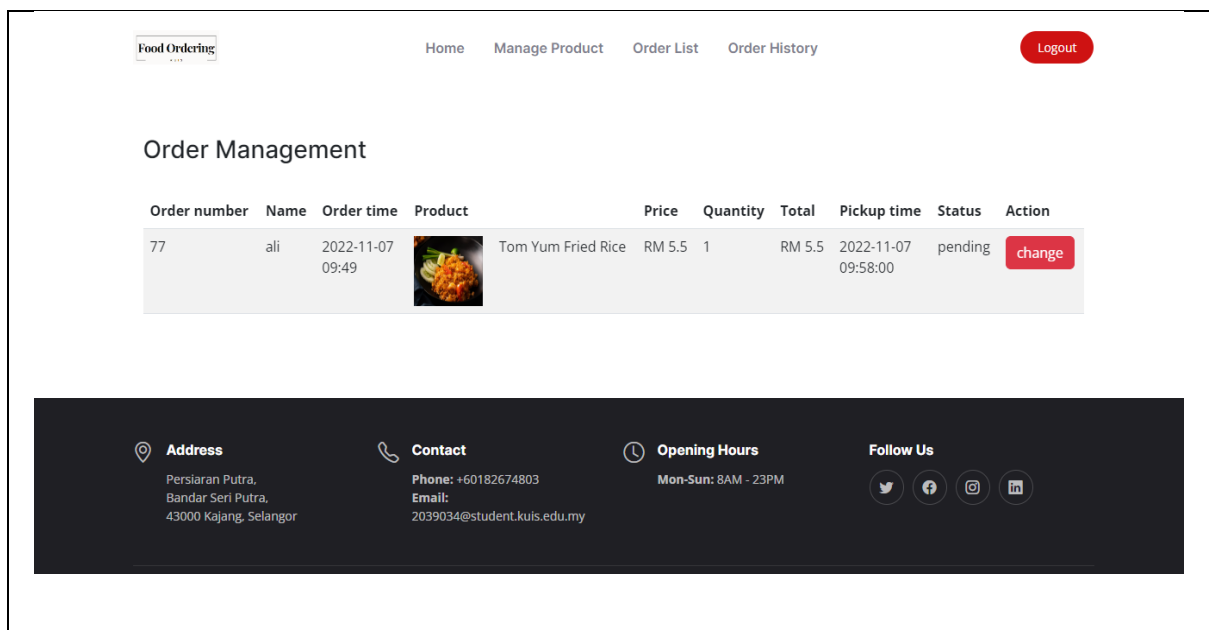 Food Ordering
Home Manage Product Order List Order History Logout
Order Management
Order number Name Order time Product Price Quantity Total Pickup time Status Action
77 ali 2022-11-07 Tom Yum Fried Rice RM 5.5 1 RM 5.5 2022-11-07 pending change
09:49 09:58:00
Address
Persiaran Putra,
Bandar Seri Putra,
43000 Kajang, Selangor
Contact
Phone: +60182674803
Email:
2039034@student.kuis.edu.my
Opening Hours
Mon-Sun: 8AM - 23PM
Follow Us